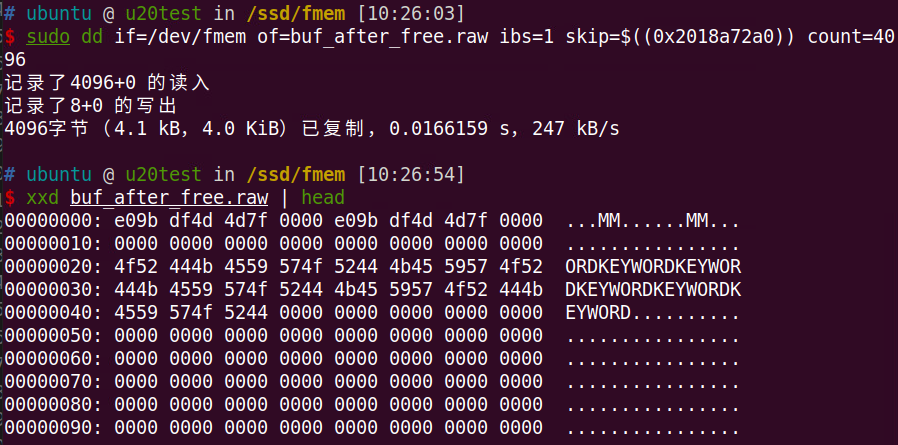 # ubuntu @ u20test in /ssd/fmem [10:26:03]
$ sudo dd if=/dev/fmem of=buf_after_free.raw ibs=1 skip=$((0x2018a72a0)) count=40
96
记录了4096+0 的读入
记录了8+0 的写出
4096字节（4.1 kB，4.0 KiB）已复制，0.0166159 s，247 kB/s

# ubuntu @ u20test in /ssd/fmem [10:26:54]
$ xxd buf_after_free.raw | head
00000000: e09b df4d 4d7f 0000 e09b df4d 4d7f 0000  ...MM......MM...
00000010: 0000 0000 0000 0000 0000 0000 0000 0000  ................
00000020: 4f52 444b 4559 574f 5244 4b45 5957 4f52  ORDKEYWORDKEYWOR
00000030: 444b 4559 574f 5244 4b45 5957 4f52 444b  DKEYWORDKEYWORDK
00000040: 4559 574f 5244 0000 0000 0000 0000 0000  EYWORD..........
00000050: 0000 0000 0000 0000 0000 0000 0000 0000  ................
00000060: 0000 0000 0000 0000 0000 0000 0000 0000  ................
00000070: 0000 0000 0000 0000 0000 0000 0000 0000  ................
00000080: 0000 0000 0000 0000 0000 0000 0000 0000  ................
00000090: 0000 0000 0000 0000 0000 0000 0000 0000  ................